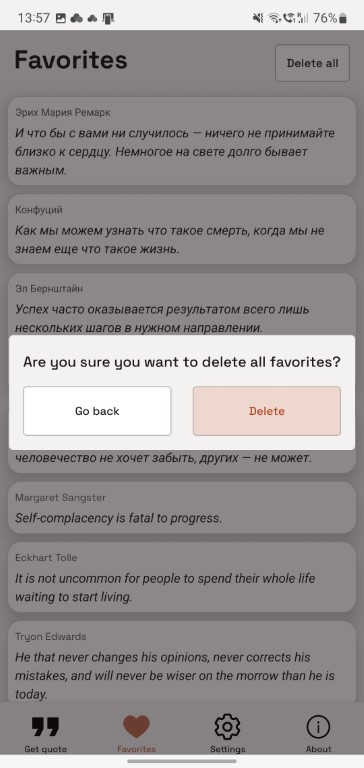 13:57
76%
Favorites
Delete all
Эрих Мария Ремарк
И что бы с вами ни случилось — ничего не принимайте
близко к сердцу. Немногое на свете долго бывает
важным.
Конфуций
Как мы можем узнать что такое смерть, когда мы не
знаем еще что такое жизнь.
Эл Бернштайн
Успех часто оказывается результатом всего лишь
нескольких шагов в нужном направлении.
Are you sure you want to delete all favorites?
Go back
Delete
человечество не хочет забыть, других — не может.
Margaret Sangster
Self-complacency is fatal to progress.
Eckhart Tolle
It is not uncommon for people to spend their whole life
waiting to start living.
Tryon Edwards
He that never changes his opinions, never corrects his
mistakes, and will never be wiser on the morrow than he is
today.
Get quote
Favorites
Settings
About